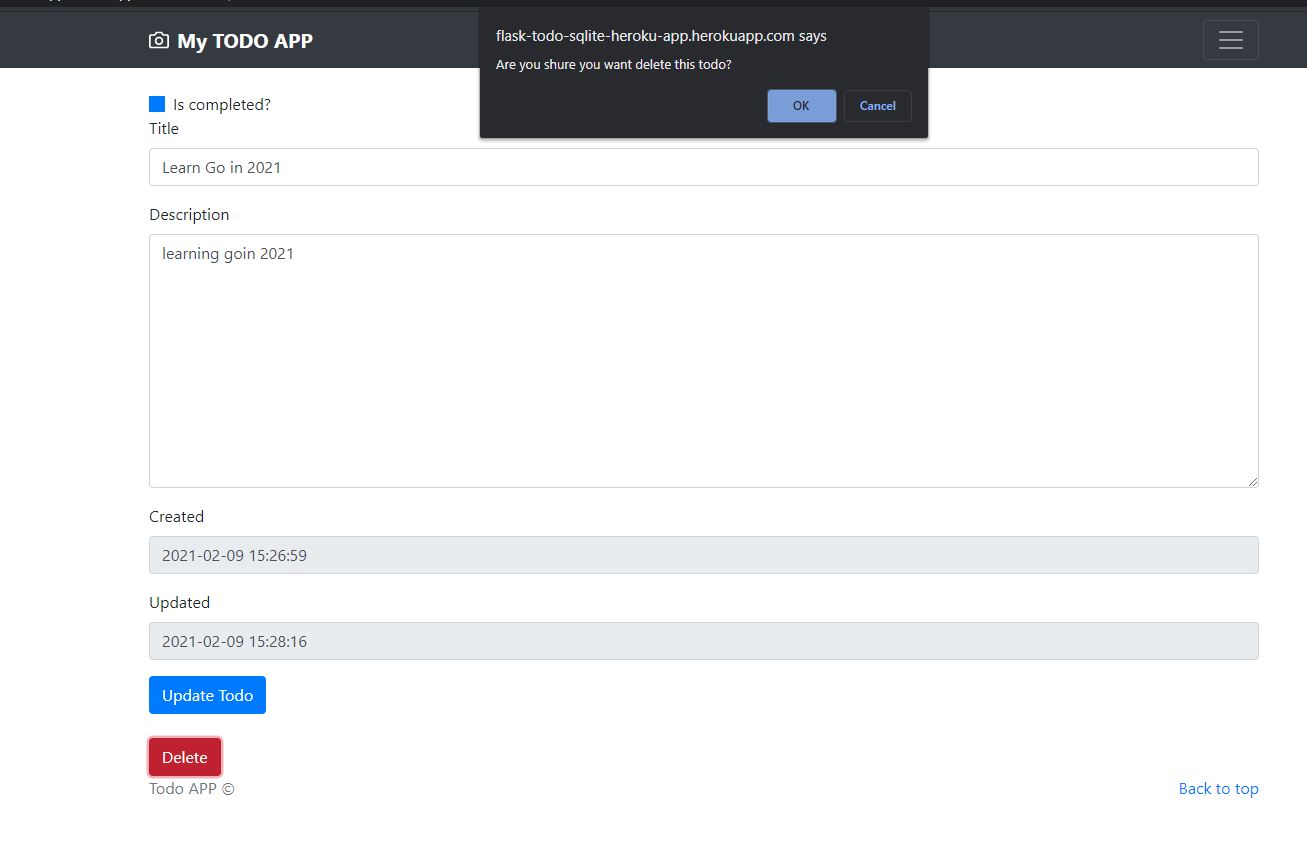 My TODO APP
flask-todo-sqlite-heroku-app.herokuapp.com says
Are you shure you want delete this todo?
OK Cancel
Is completed?
Title
Learn Go in 2021
Description
learning goin 2021
Created
2021-02-09 15:26:59
Updated
2021-02-09 15:28:16
Update Todo
Delete
Todo APP © Back to top